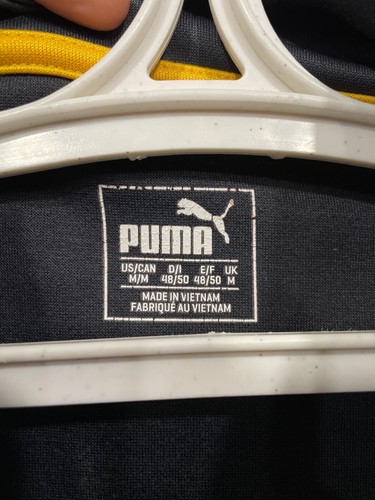 PUMA
US/CAN D/I E/F UK
M/M 48/50 48/50 M
MADE IN VIETNAM
FABRIQUÉ AU VIETNAM